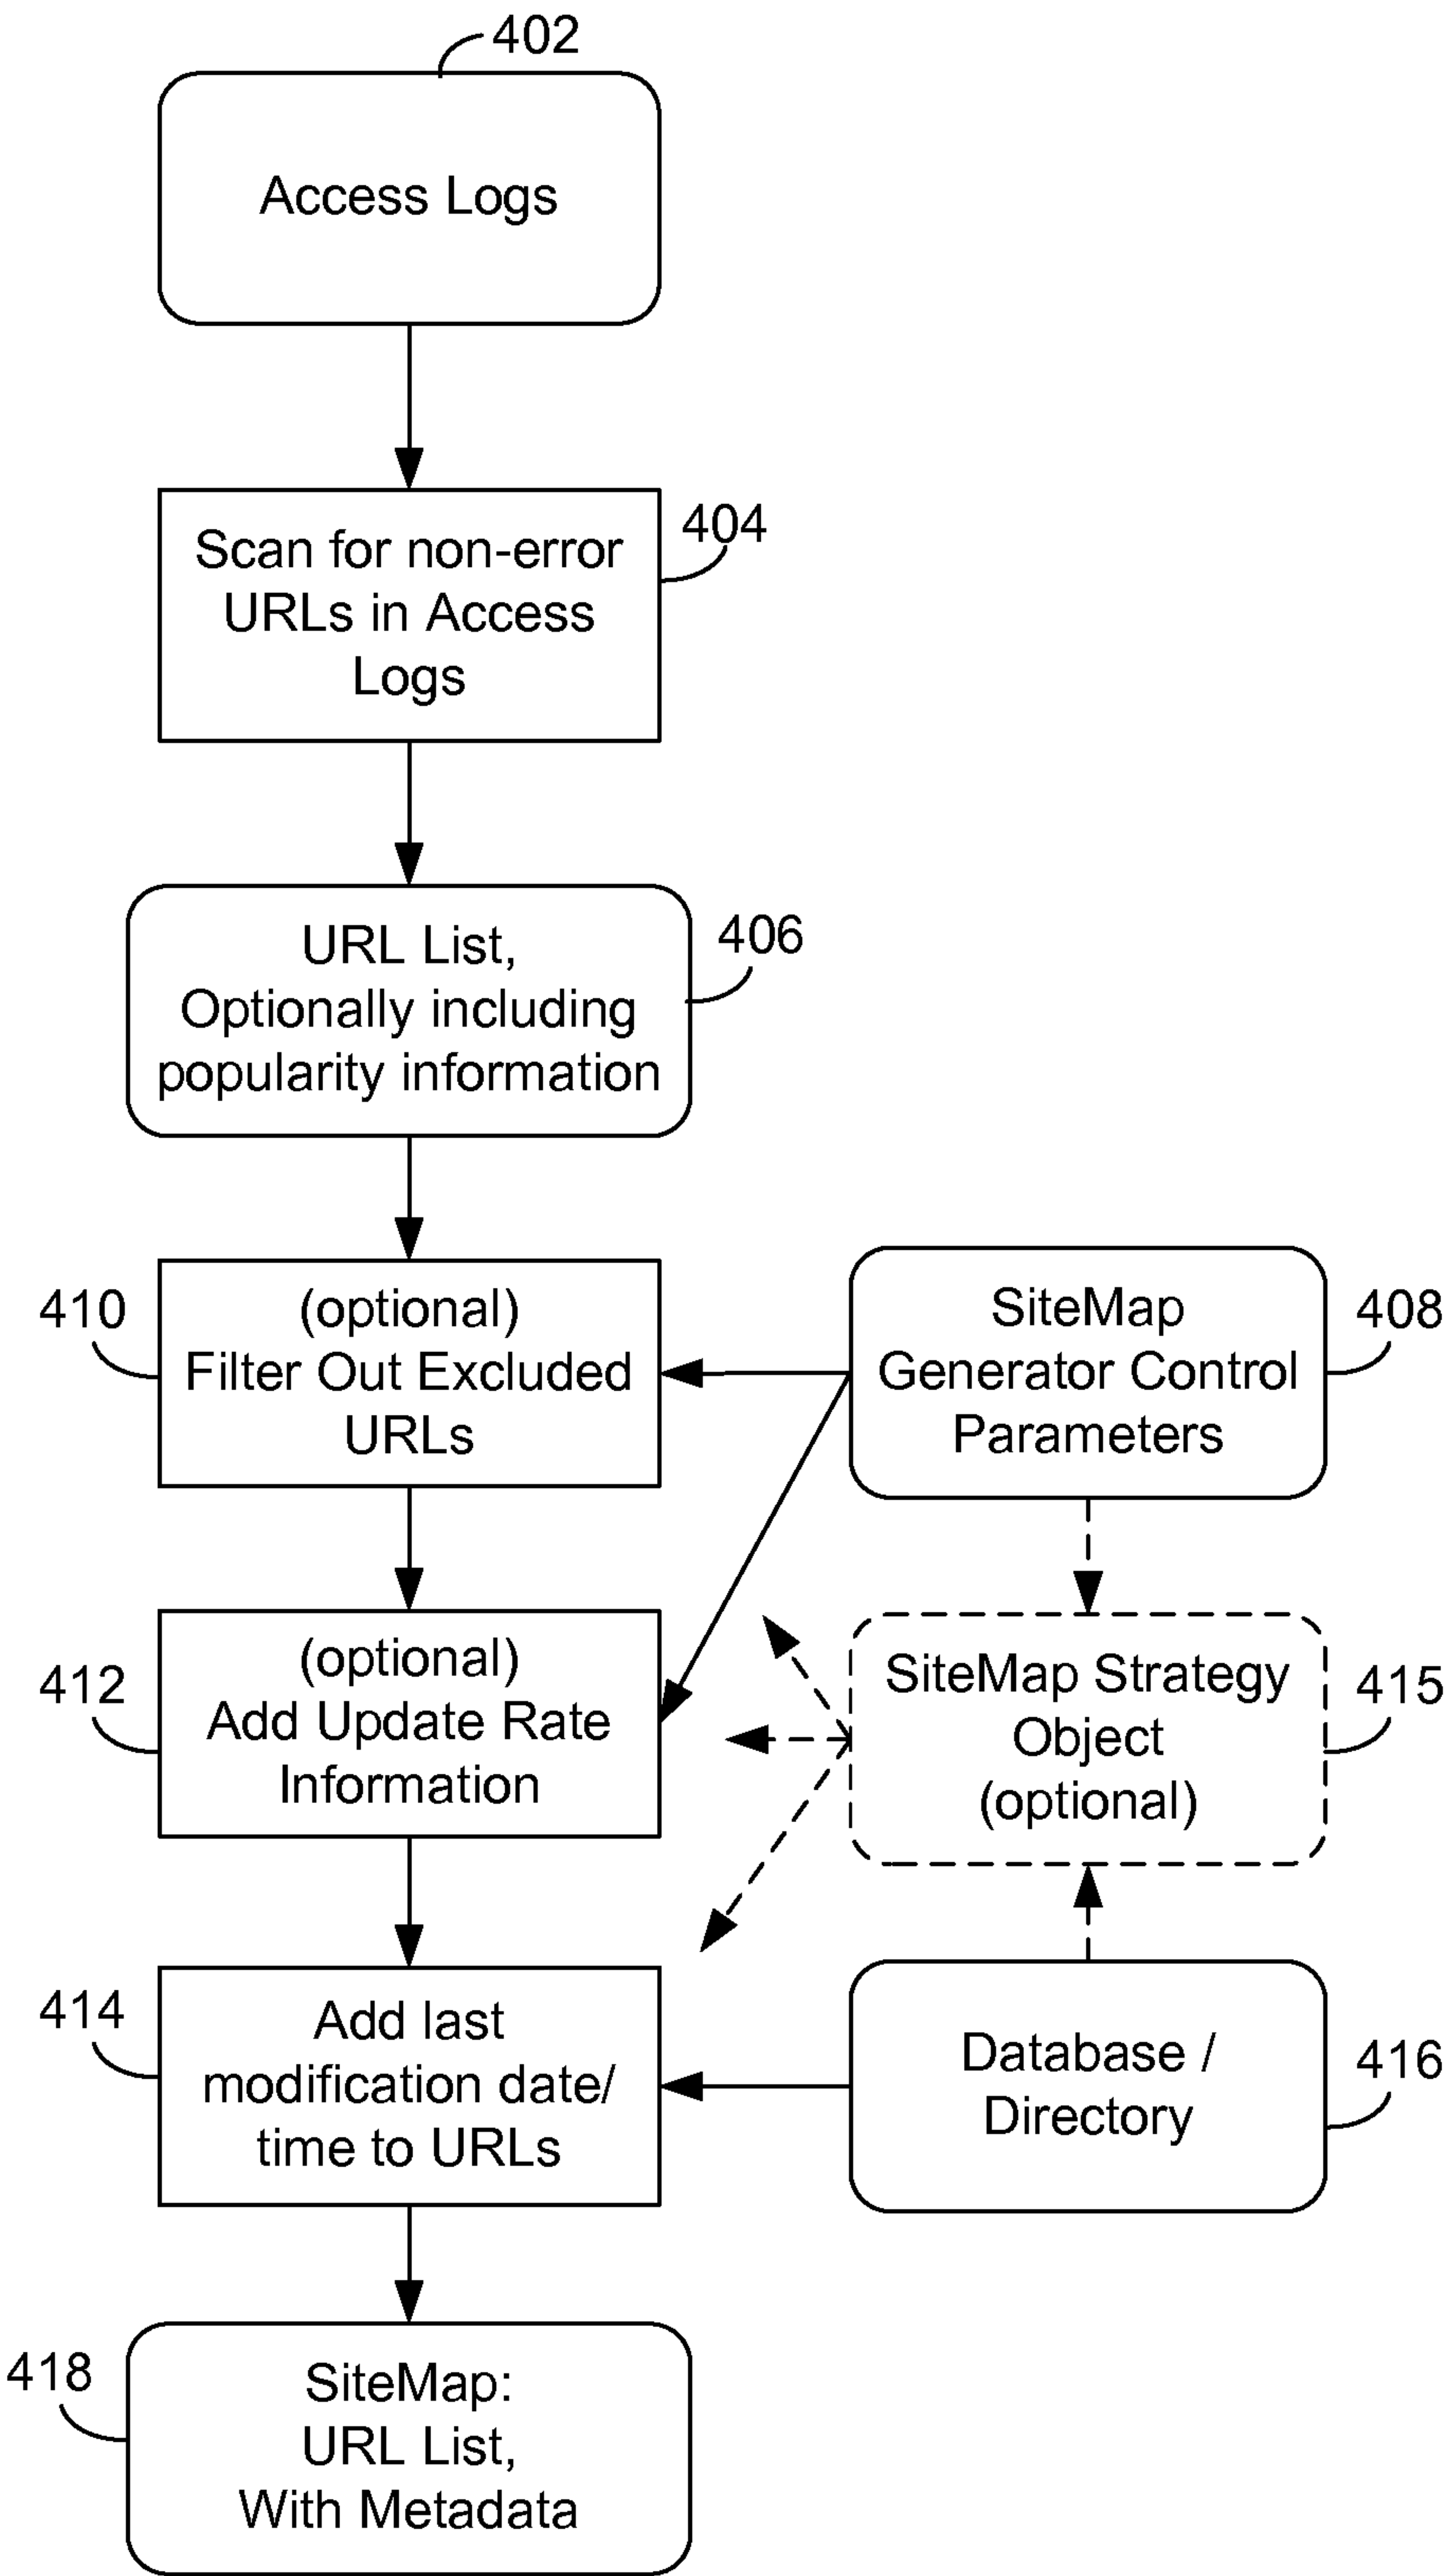 402
Access Logs
404
Scan for non-error
URLs in Access
Logs
406
URL List,
Optionally including
popularity information
410
(optional)
Filter Out Excluded
URLs
408
SiteMap
Generator Control
Parameters
412
(optional)
Add Update Rate
Information
415
SiteMap Strategy
Object
(optional)
414
Add last
modification date/
time to URLs
416
Database /
Directory
418
SiteMap:
URL List,
With Metadata